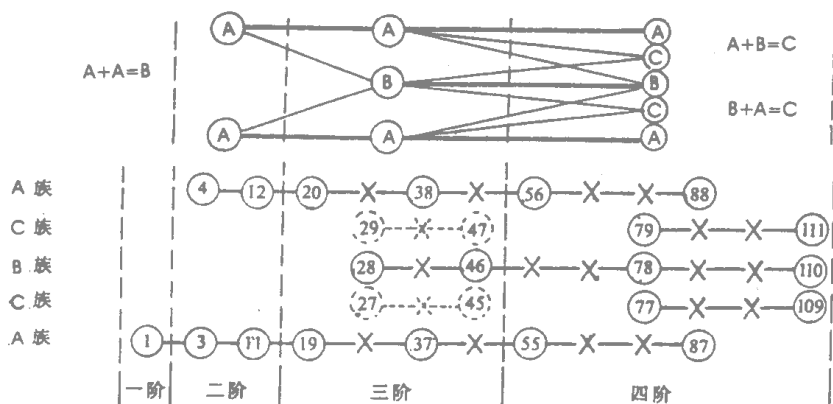 A A A
C
A+B=C
A+A=B
B B
C
B+A=C
A A A
A 族 4 12 20 × 38 × 56 × × 88
C 族 29 × 47 79 × × 111
B 族 28 × 46 × × 78 × × 110
C 族 27 × 45 77 × × 109
A 族 1 3 11 19 × 37 × 55 × × 87
一阶 二阶 三阶 四阶